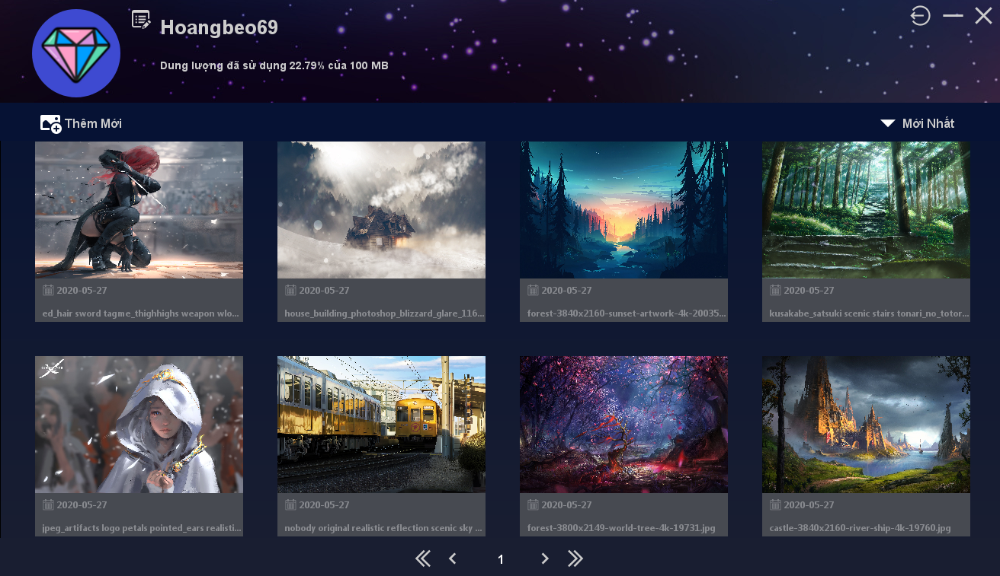 Hoangbeo69
Dung lượng đã sử dụng 22.79% của 100 MB
Thêm Mới
Mới Nhất
2020-05-27
2020-05-27
2020-05-27
2020-05-27
ed_hair sword tagme_thighhighs weapon wlo...
house_building_photoshop_blizzard_glare_116...
forest-3840x2160-sunset-artwork-4k-20035...
kusakabe_satsuki scenic stairs tonari_no_totor...
2020-05-27
2020-05-27
2020-05-27
2020-05-27
jpeg_artifacts logo petals pointed_ears realisti...
nobody original realistic reflection scenic sky ...
forest-3800x2149-world-tree-4k-19731.jpg
castle-3840x2160-river-ship-4k-19760.jpg
1